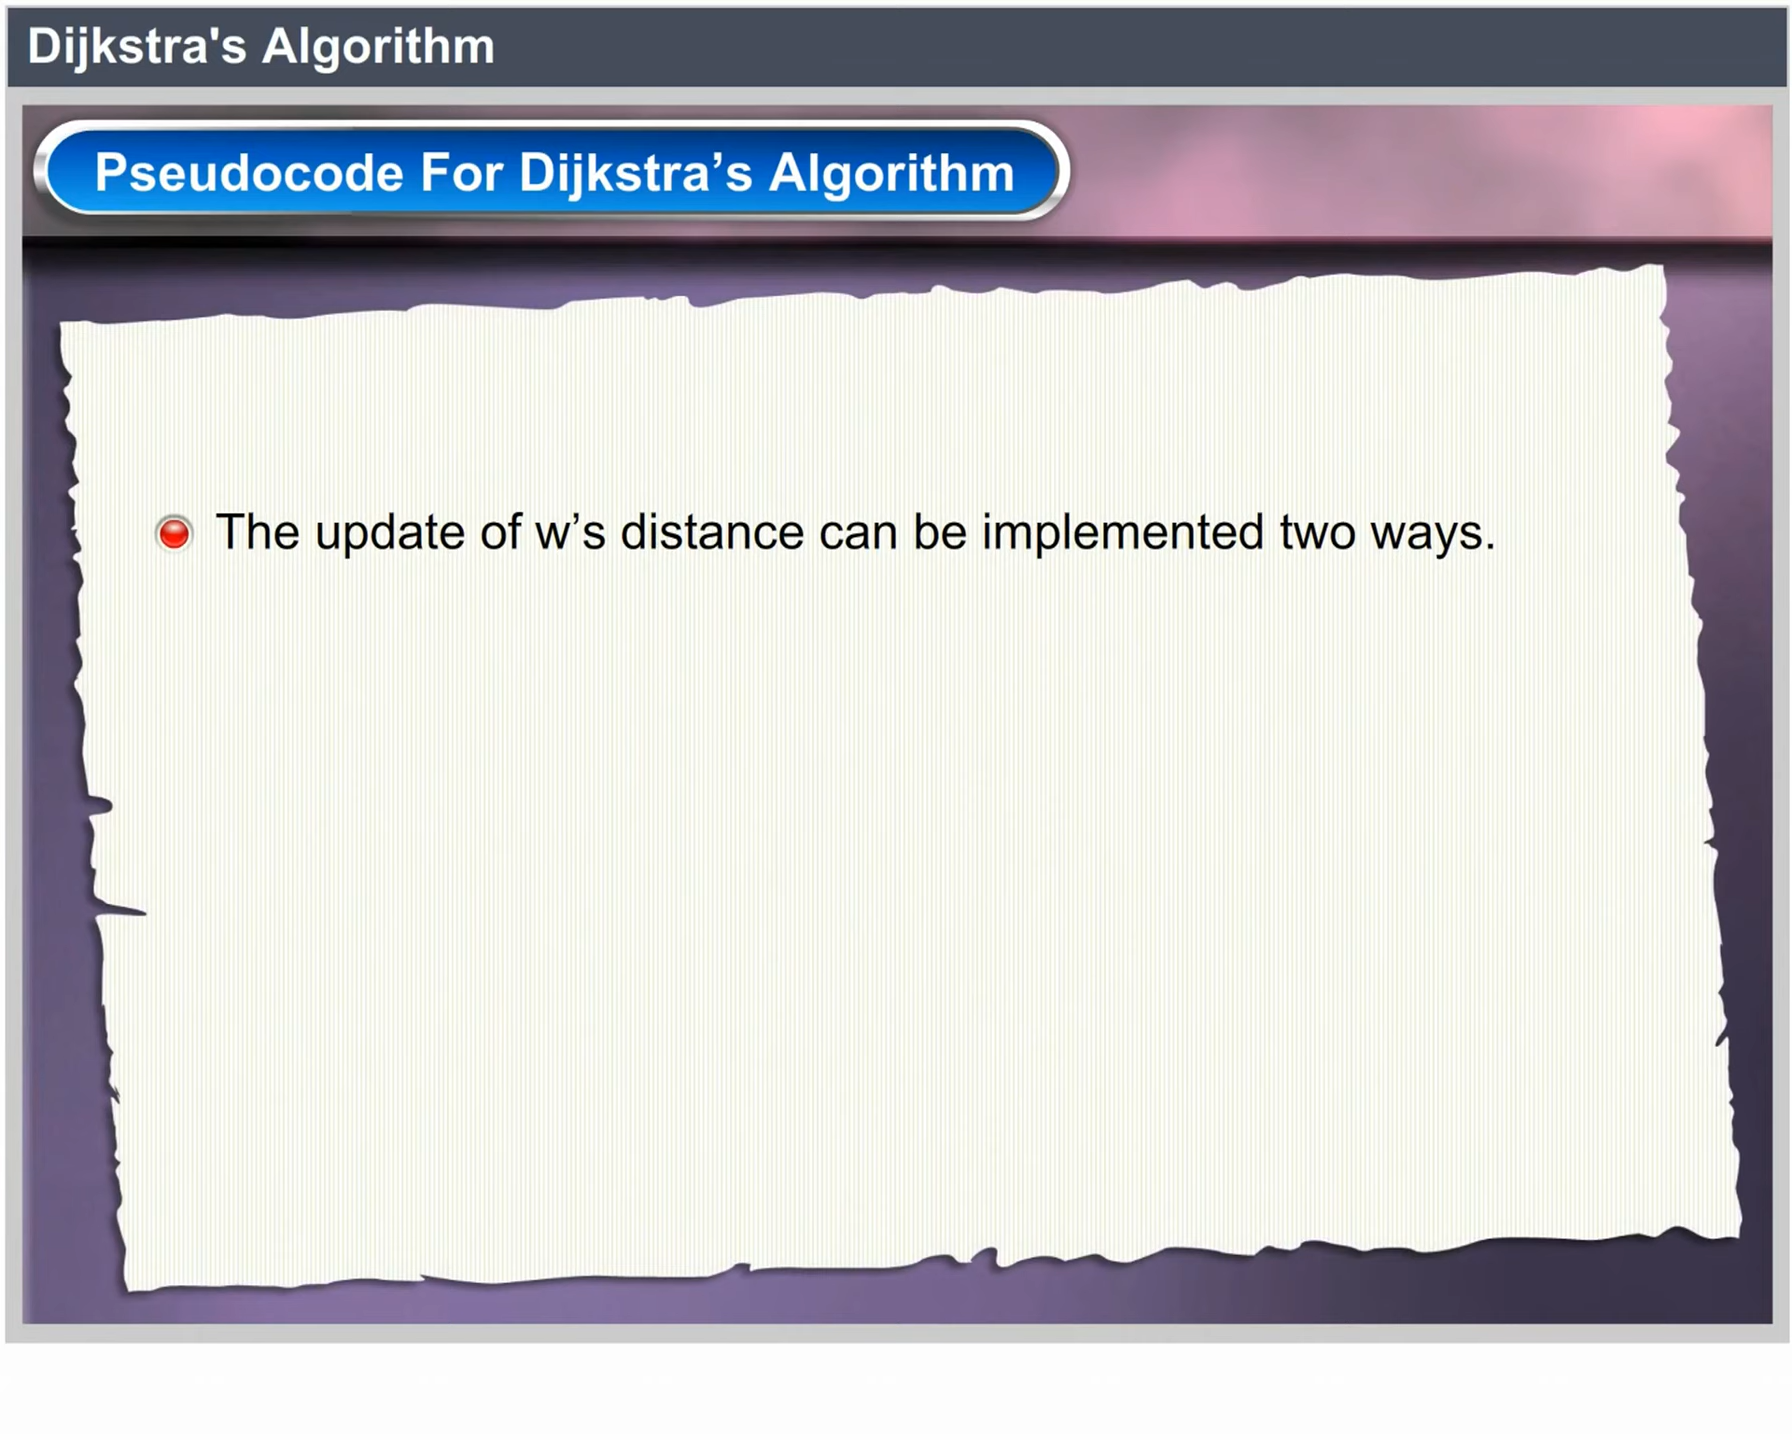 Dijkstra's Algorithm
Pseudocode For Dijkstra’s Algorithm
The update of w’s distance can be implemented two ways.